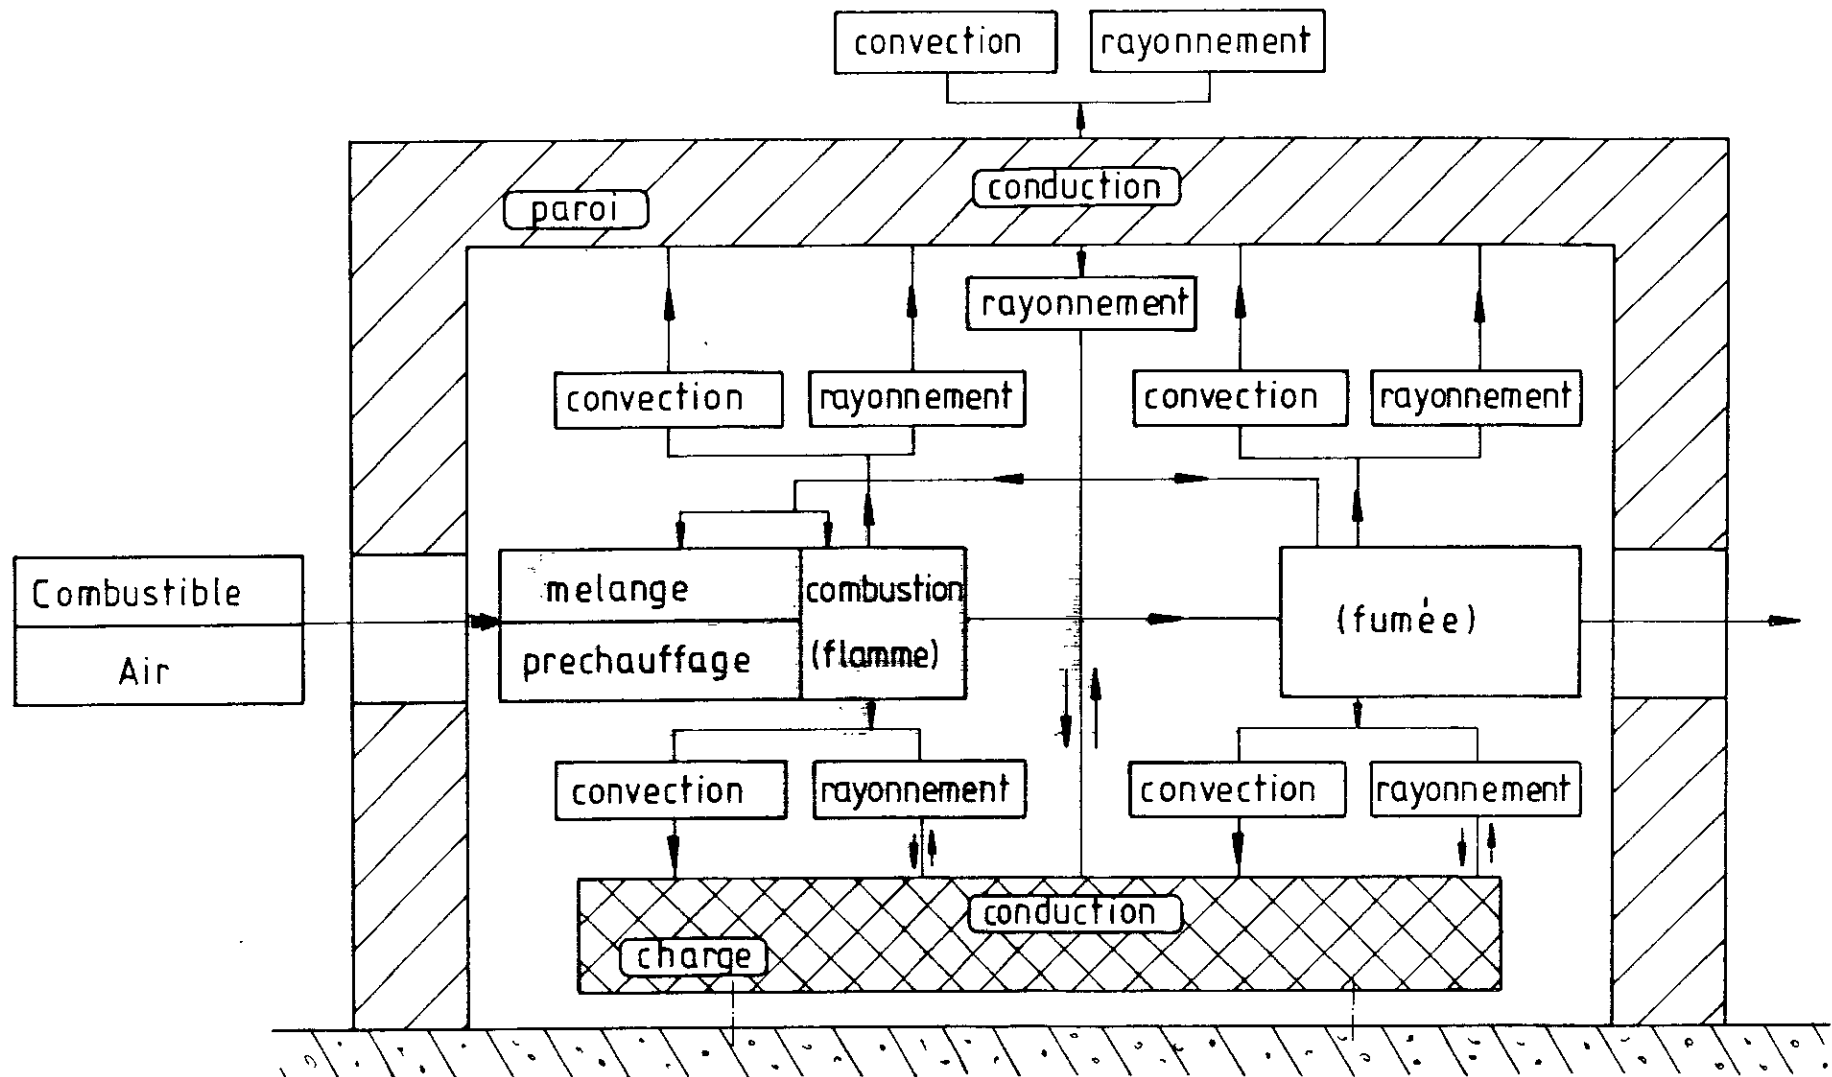 convection
rayonnement
conduction
paroi
rayonnement
convection
rayonnement
convection
rayonnement
Combustible
Air
melange
prechauffage
combustion
(flamme)
(fumée)
convection
rayonnement
convection
rayonnement
conduction
charge